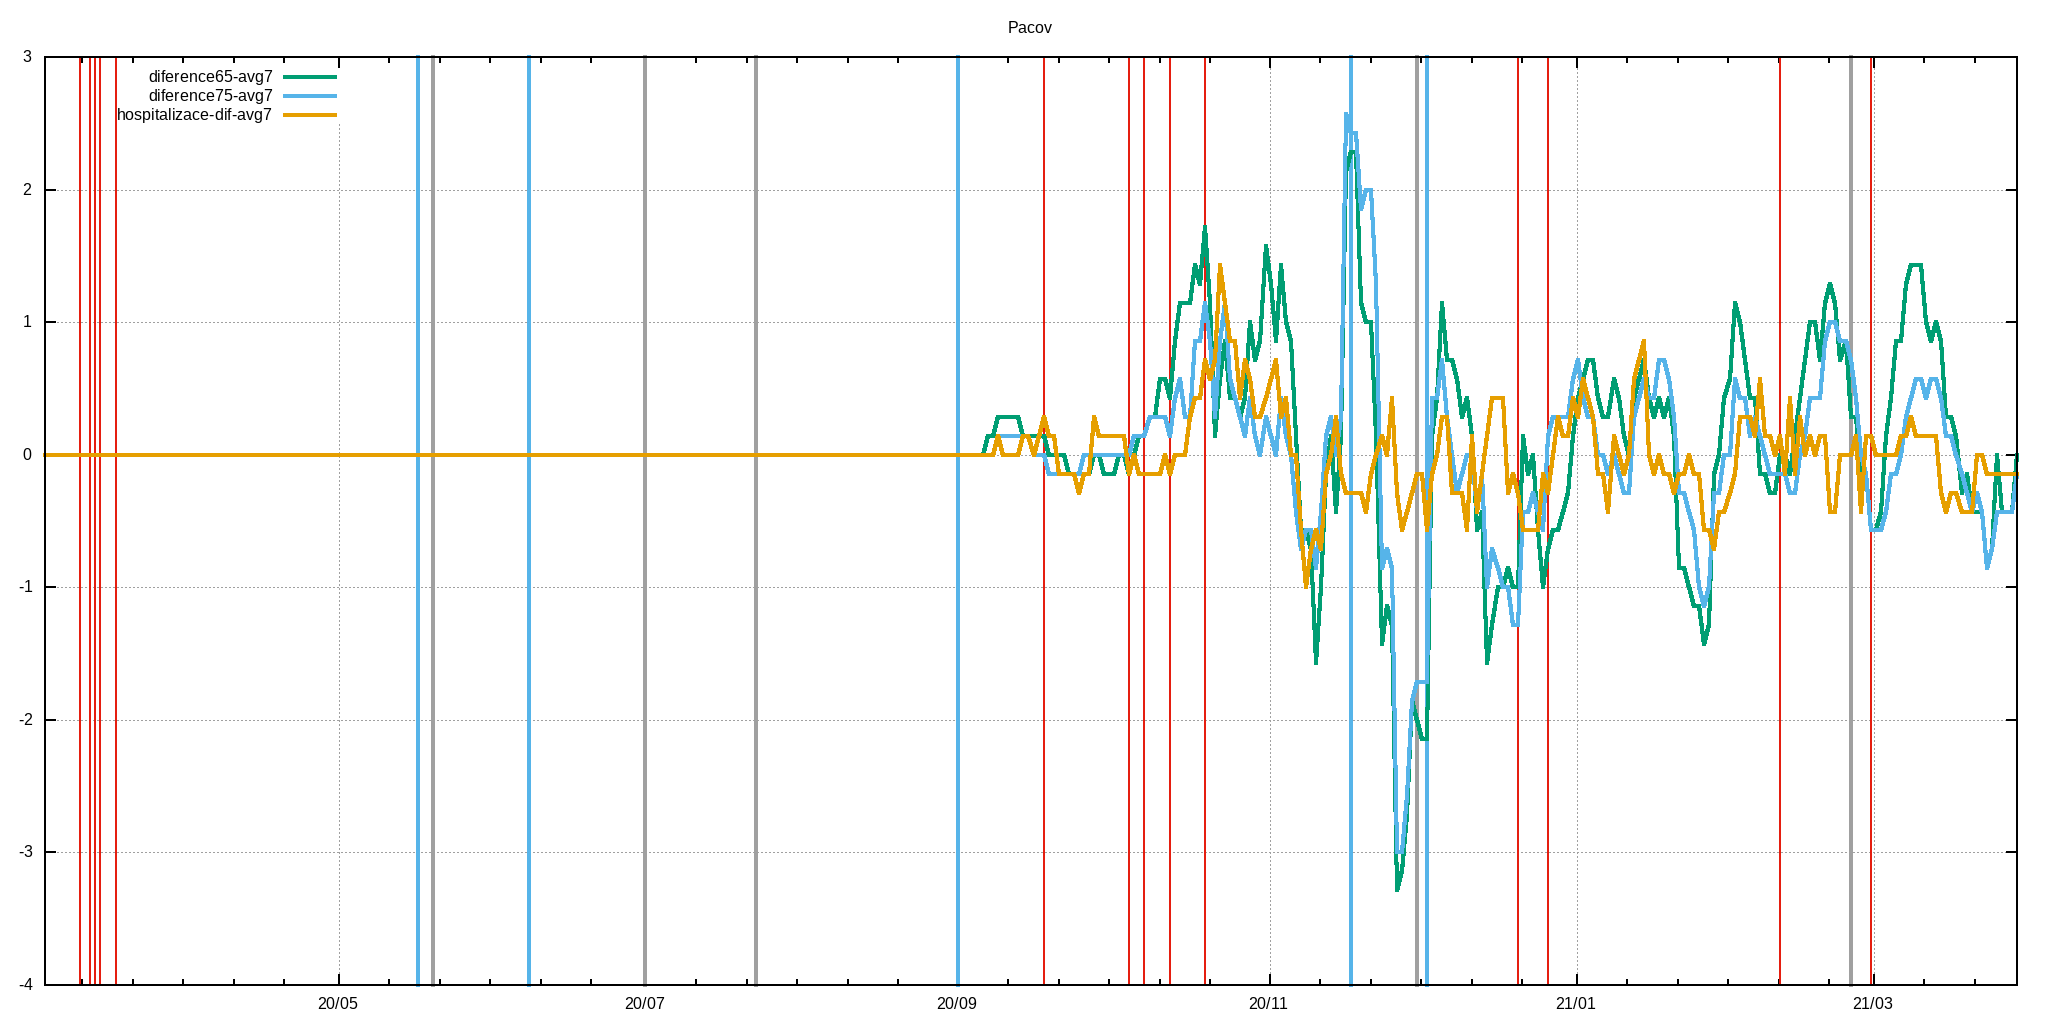 Pacov
3
diference65-avg7
diference75-avg7
hospitalizace-dif-avg7
2
1
0
-1
-2
-3
-4
20/05 20/07 20/09 20/11 21/01 21/03